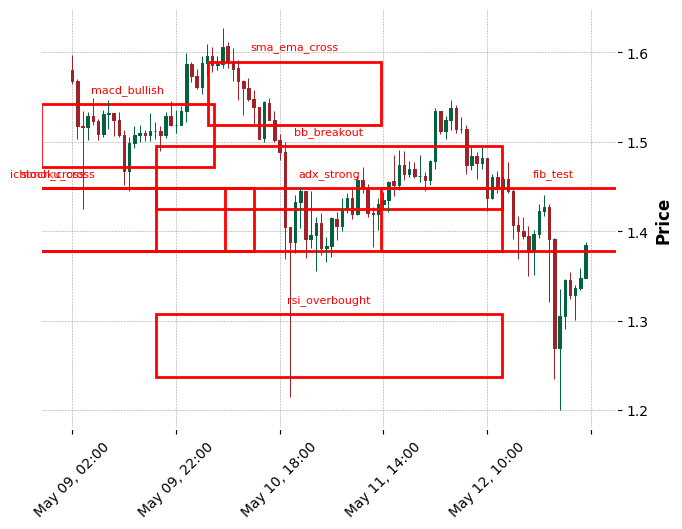 sma_ema_cross
macd_bullish
bb_breakout
stoch_cross
adx_strong
fib_test
rsi_overbought
1.6
1.5
1.4
1.3
1.2
Price
May 09, 02:00
May 09, 22:00
May 10, 18:00
May 11, 14:00
May 12, 10:00